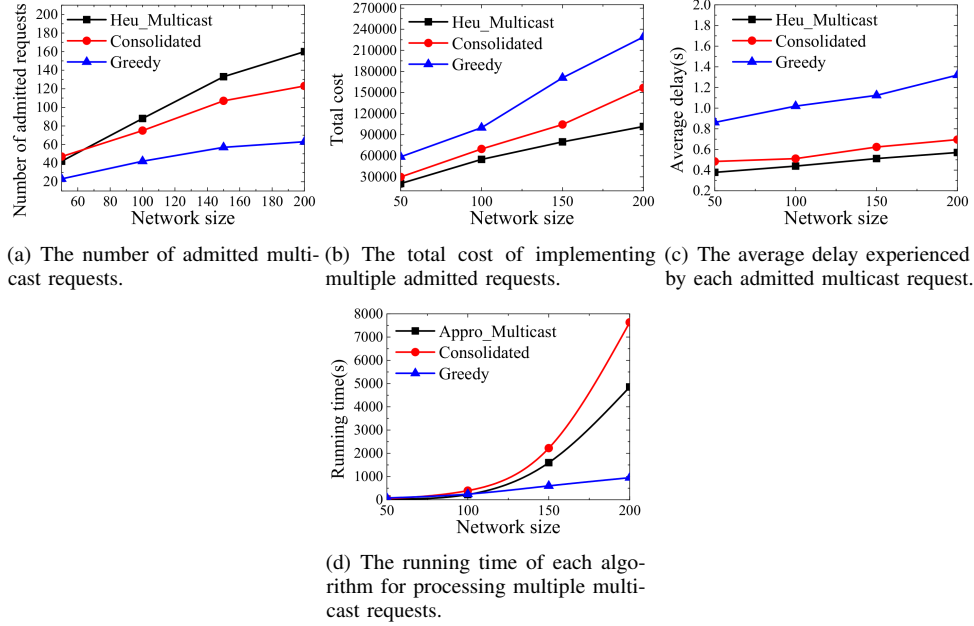 Heu_Multicast
Consolidated
Greedy
Number of admitted requests
200
180
160
140
120
100
80
60
40
20
60 80 100 120 140 160 180 200
Network size
(a) The number of admitted multi-
cast requests.
Heu_Multicast
Consolidated
Greedy
Total cost
270000
240000
210000
180000
150000
120000
90000
60000
30000
50 100 150 200
Network size
(b) The total cost of implementing
multiple admitted requests.
Heu_Multicast
Consolidated
Greedy
Average delay(s)
2.0
1.8
1.6
1.4
1.2
1.0
0.8
0.6
0.4
0.2
50 100 150 200
Network size
(c) The average delay experienced
by each admitted multicast request.
Appro_Multicast
Consolidated
Greedy
Running time(s)
8000
7000
6000
5000
4000
3000
2000
1000
0
50 100 150 200
Network size
(d) The running time of each algo-
rithm for processing multiple multi-
cast requests.